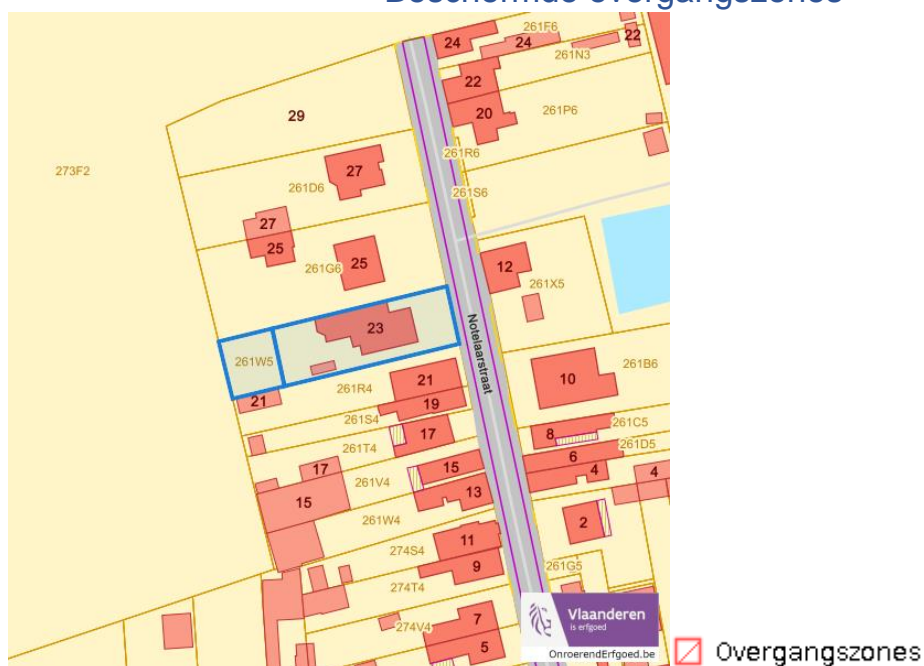 Beschermde overgangszones
261F6
24
24
22
261N3
22
29
20
261P6
273F2
261R6
27
261D6
261S6
27
25
25
261G6
12
261X5
23
Notelaarstraat
261W5
261B6
10
21
261R4
21
19
261S4
261C5
8
17
261T4
261D5
6
17
15
4
4
261V4
15
13
261W4
2
11
274S4
9
261G5
274T4
7
274V4
5
Vlaanderen
is erfgoed
OnroerendErfgoed.be
Overgangszones